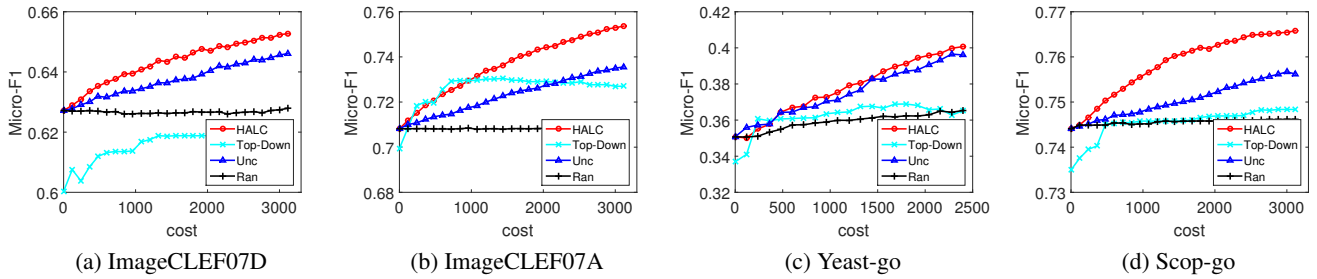 0.66
0.64
0.62
0.6
Micro-F1
HALC
Top-Down
Unc
Ran
0 1000 2000 3000
cost
(a) ImageCLEF07D
0.76
0.74
0.72
0.7
0.68
Micro-F1
HALC
Top-Down
Unc
Ran
0 1000 2000 3000
cost
(b) ImageCLEF07A
0.42
0.4
0.38
0.36
0.34
0.32
Micro-F1
HALC
Top-Down
Unc
Ran
0 500 1000 1500 2000 2500
cost
(c) Yeast-go
0.77
0.76
0.75
0.74
0.73
Micro-F1
HALC
Top-Down
Unc
Ran
0 1000 2000 3000
cost
(d) Scop-go